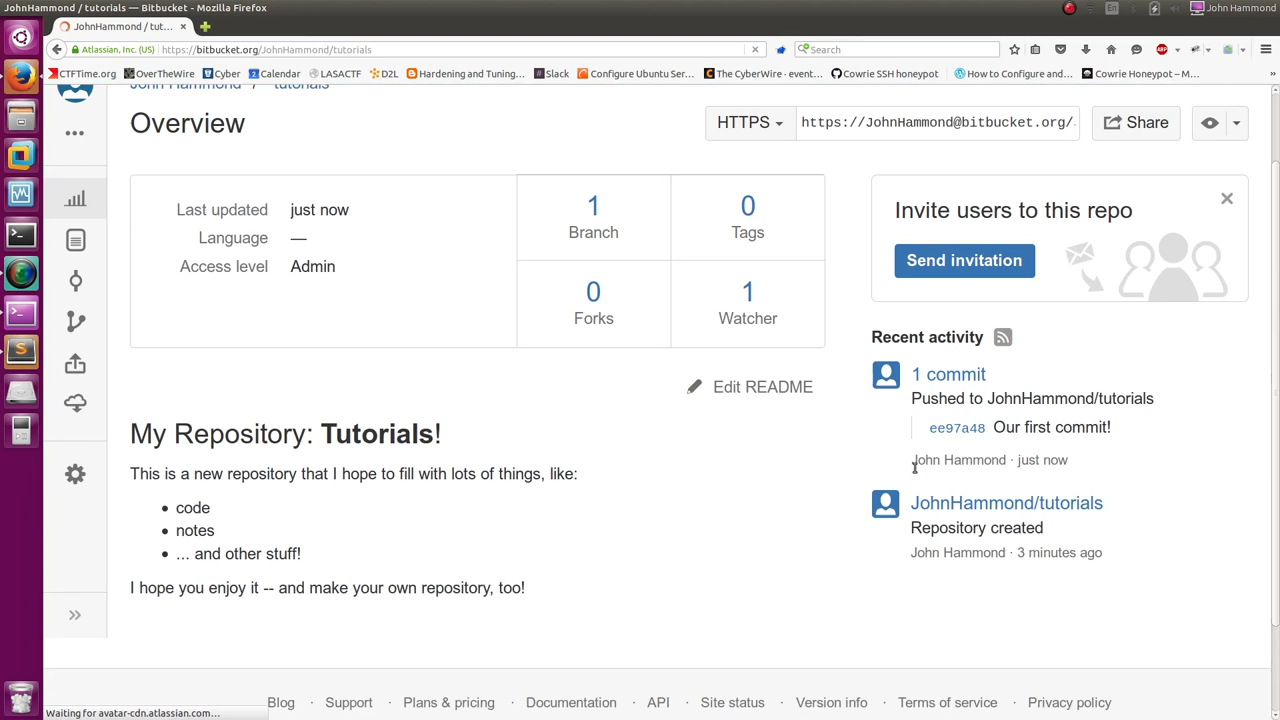 JohnHammond / tutorials — Bitbucket - Mozilla Firefox
En
John Hammond
JohnHammond / tut...
Atlassian, Inc. (US)
https://bitbucket.org/JohnHammond/tutorials
Search
CTFTime.org
OverTheWire
Cyber
Calendar
LASACTF
D2L
Hardening and Tuning...
Slack
Configure Ubuntu Ser...
The CyberWire - event...
Cowrie SSH honeypot
How to Configure and...
Cowrie Honeypot – M...
John Hammond / tutorials
Overview
HTTPS
https://JohnHammond@bitbucket.org/
Share
Last updated just now
Language —
Access level Admin
1
Branch
0
Tags
0
Forks
1
Watcher
Invite users to this repo
Send invitation
Edit README
My Repository: Tutorials!
This is a new repository that I hope to fill with lots of things, like:
• code
• notes
• ... and other stuff!
I hope you enjoy it -- and make your own repository, too!
Recent activity
1 commit
Pushed to JohnHammond/tutorials
ee97a48 Our first commit!
John Hammond · just now
JohnHammond/tutorials
Repository created
John Hammond · 3 minutes ago
Blog · Support · Plans & pricing · Documentation · API · Site status · Version info · Terms of service · Privacy policy
Waiting for avatar-cdn.atlassian.com...